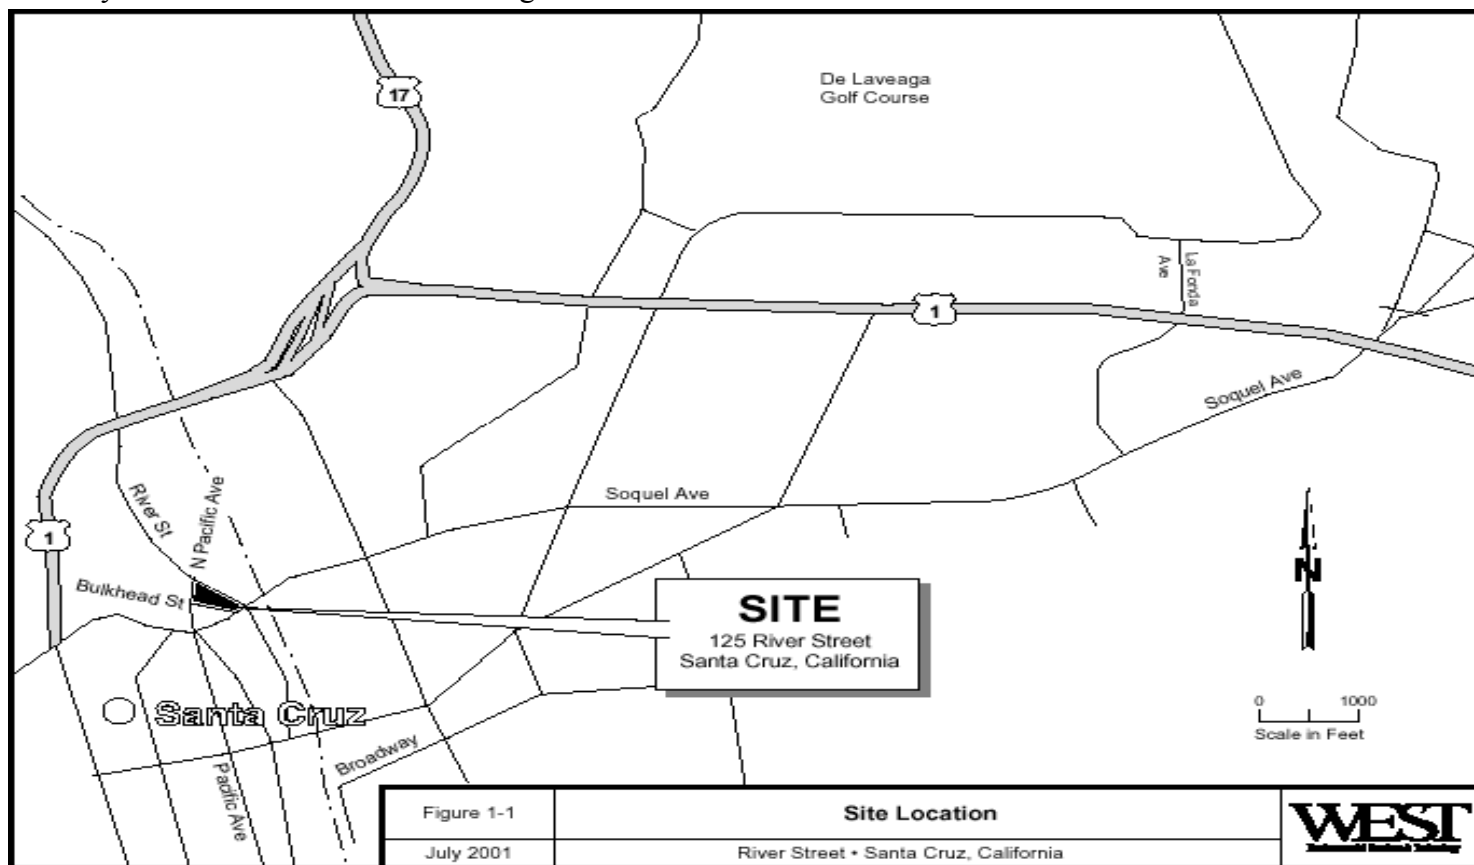 17
De Laveaga
Golf Course
La Fonda
Ave
1
Soquel Ave
Soquel Ave
River St
N Pacific Ave
1
Bulkhead St
SITE
125 River Street
Santa Cruz, California
N
0 1000
Scale in Feet
Santa Cruz
Broadway
Pacific Ave
Figure 1-1
Site Location
WEST
July 2001
River Street • Santa Cruz, California